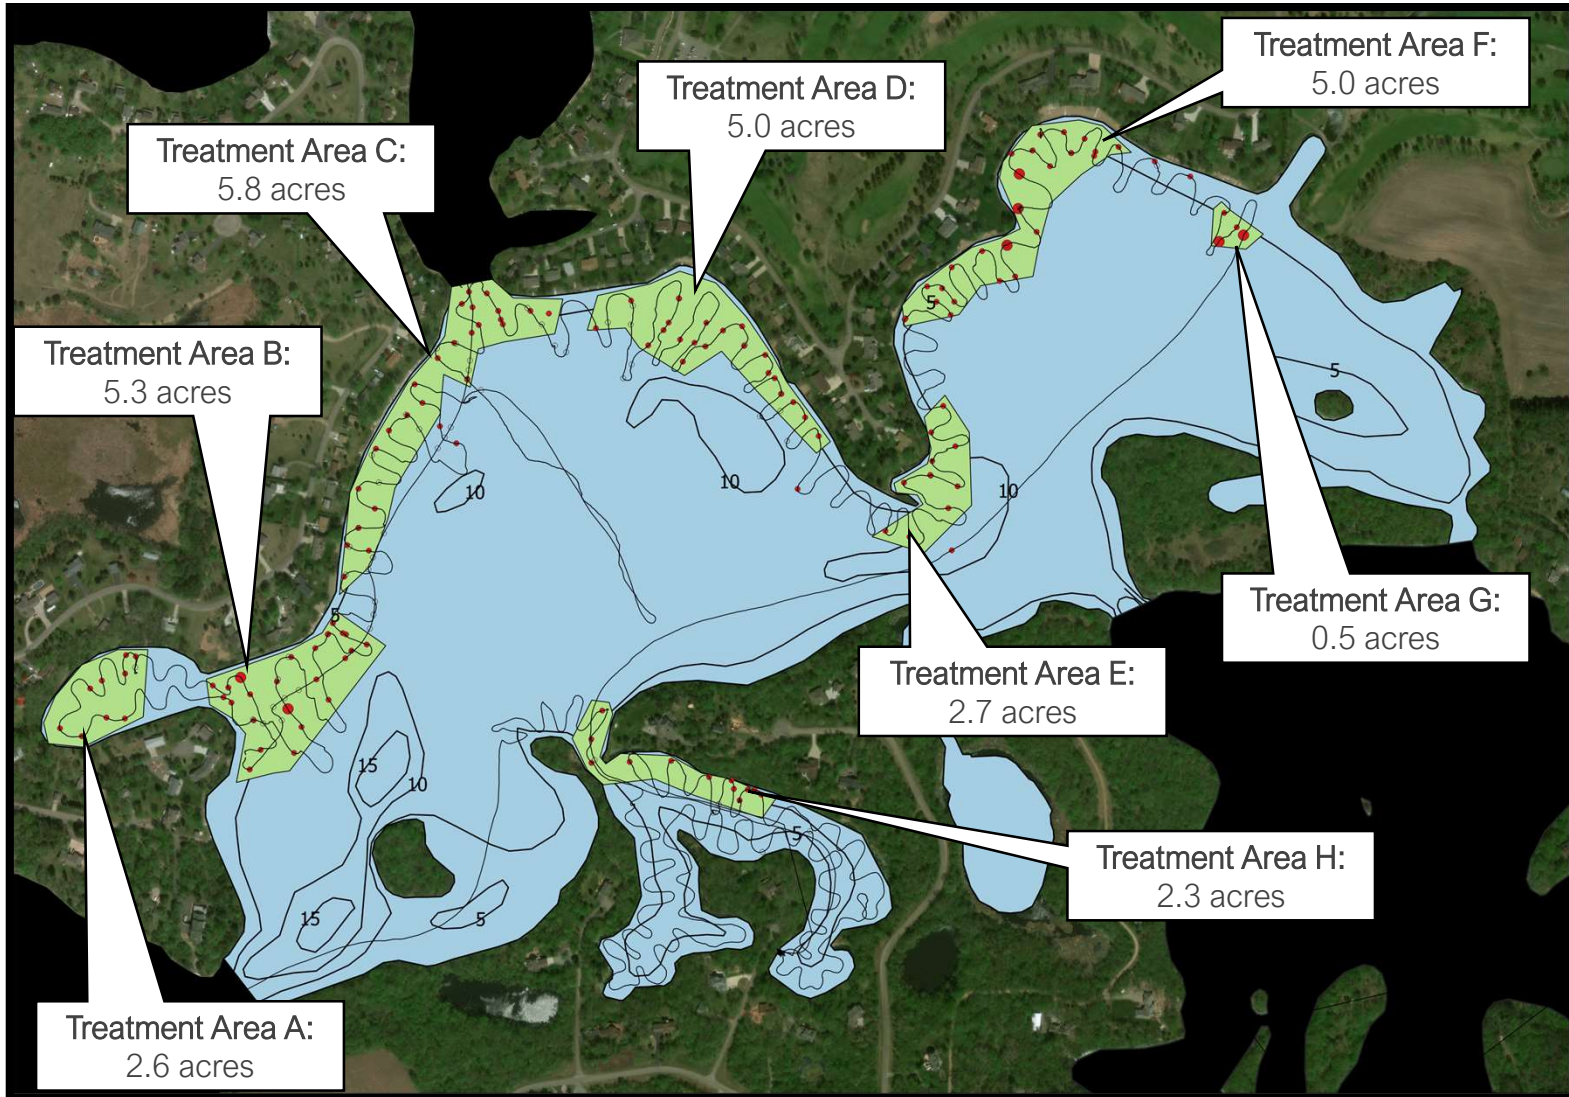 Treatment Area F:
5.0 acres
Treatment Area D:
5.0 acres
Treatment Area C:
5.8 acres
Treatment Area B:
5.3 acres
5
5
10
10
10
Treatment Area G:
0.5 acres
5
Treatment Area E:
2.7 acres
15
10
5
Treatment Area H:
2.3 acres
15
5
Treatment Area A:
2.6 acres